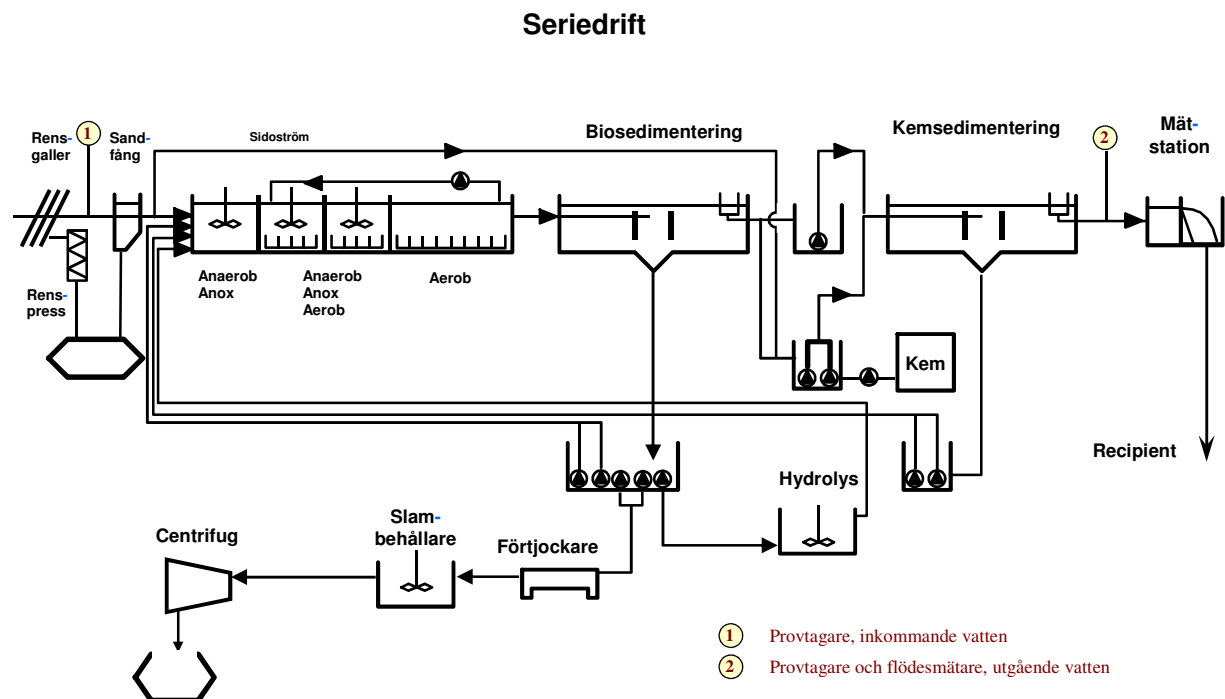 Seriedrift
Rens-
galler
1
Sand-
fång
Sidoström
Biosedimentering
Kemsedimentering
2
Mät-
station
Anaerob
Anox
Anaerob
Anox
Aerob
Aerob
Rens-
press
Kem
Recipient
Hydrolys
Slam-
behållare
Centrifug
Förtjockare
1 Provtagare, inkommande vatten
2 Provtagare och flödesmätare, utgående vatten